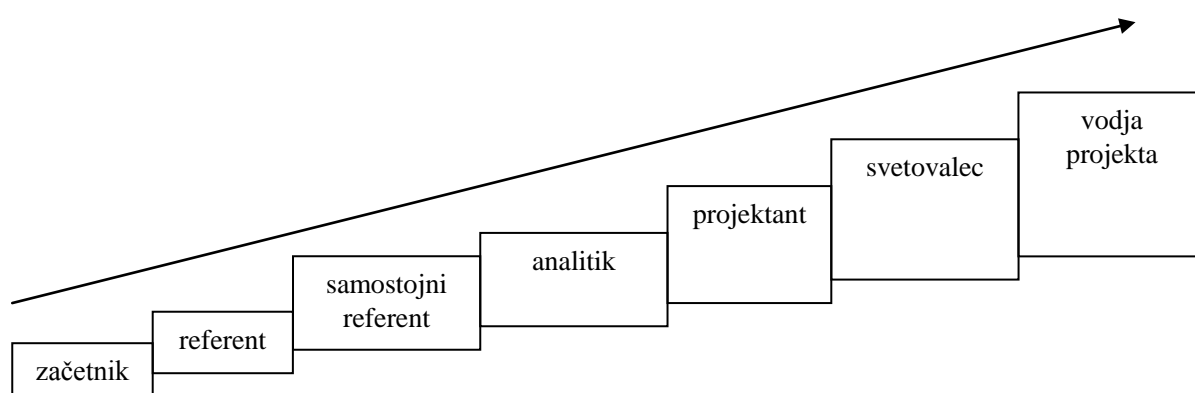 začetnik
referent
samostojni
referent
analitik
projektant
svetovalec
vodja
projekta